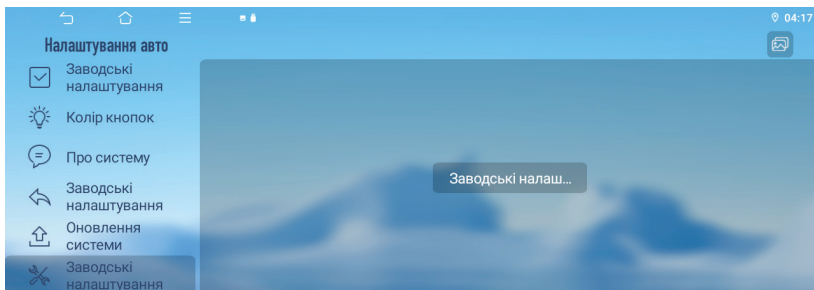 04:17
Налаштування авто
Заводські
налаштування
Колір кнопок
Про систему
Заводські
налаштування
Оновлення
системи
Заводські
налаштування
Заводські налаш...